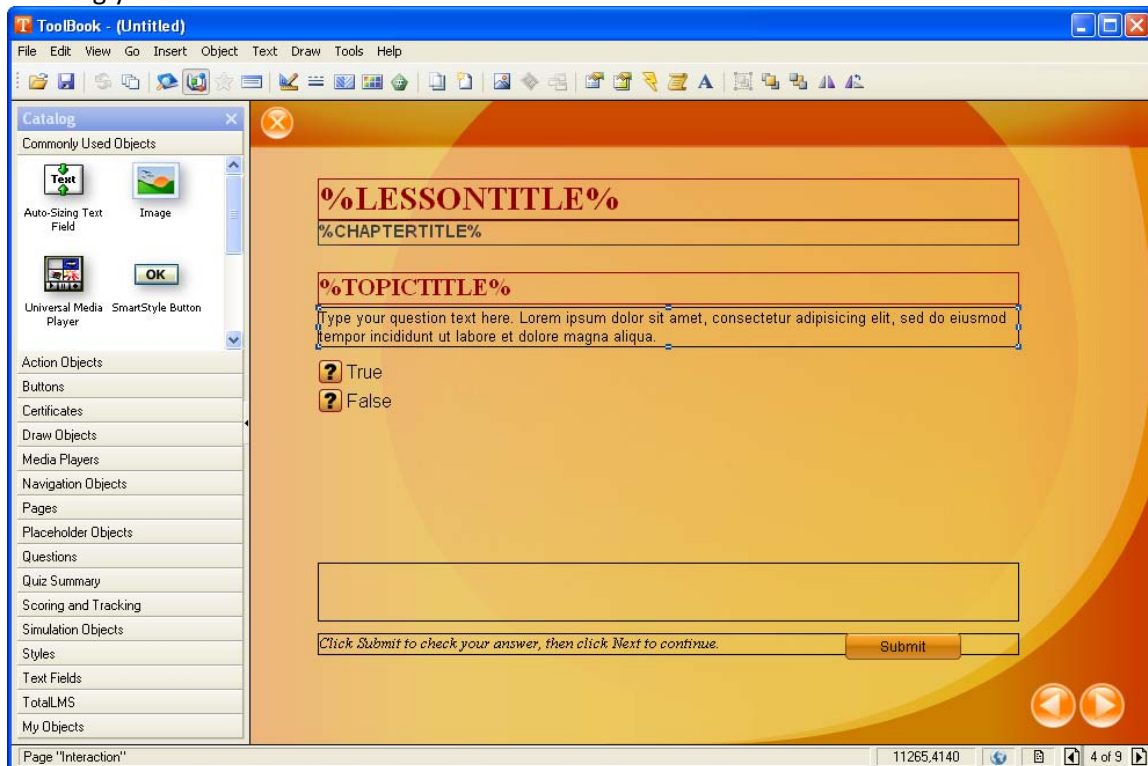 ToolBook - (Untitled)
File Edit View Go Insert Object Text Draw Tools Help
Catalog
Commonly Used Objects
Text
Auto-Sizing Text
Field
Image
OK
Universal Media
Player
SmartStyle Button
Action Objects
Buttons
Certificates
Draw Objects
Media Players
Navigation Objects
Pages
Placeholder Objects
Questions
Quiz Summary
Scoring and Tracking
Simulation Objects
Styles
Text Fields
TotalLMS
My Objects
%LESSONTITLE%
%CHAPTERTITLE%
%TOPICTITLE%
Type your question text here. Lorem ipsum dolor sit amet, consectetur adipisicing elit, sed do eiusmod
tempor incididunt ut labore et dolore magna aliqua.
? True
? False
Click Submit to check your answer, then click Next to continue.
Submit
Page "Interaction"
11265,4140
4 of 9